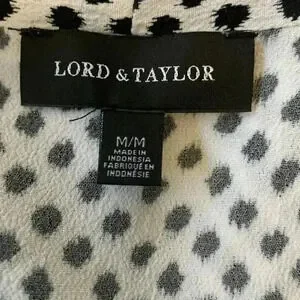 LORD & TAYLOR
M/M
MADE IN
INDONESIA
FABRIQUÉ EN
INDONÉSIE